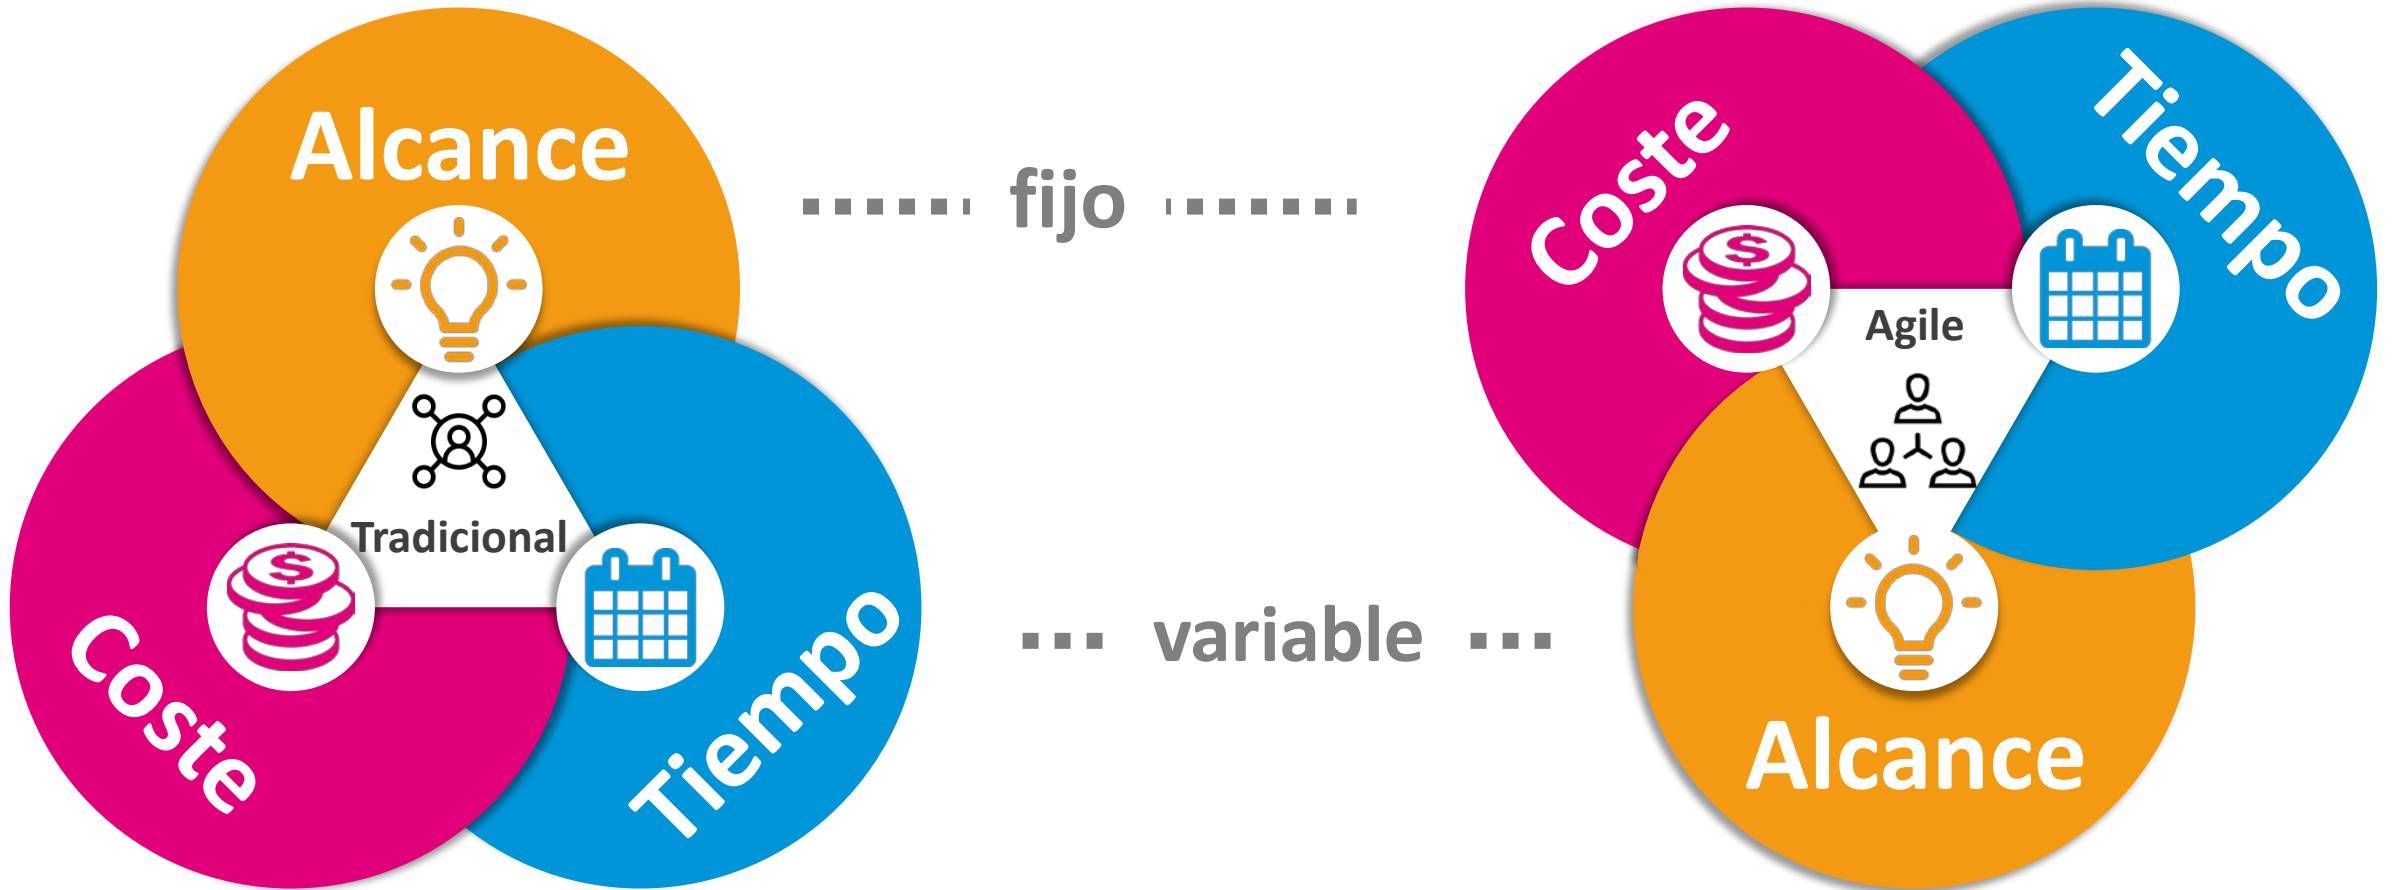 Alcance
Tradicional
Coste
Tiempo
fijo
variable
Coste
Tiempo
Agile
Alcance